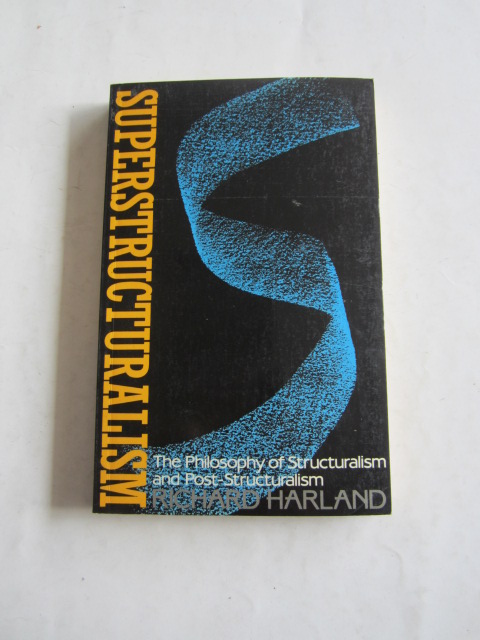 SUPERSTRUCTURALISM
The Philosophy of Structuralism
and Post-Structuralism
RICHARD HARLAND